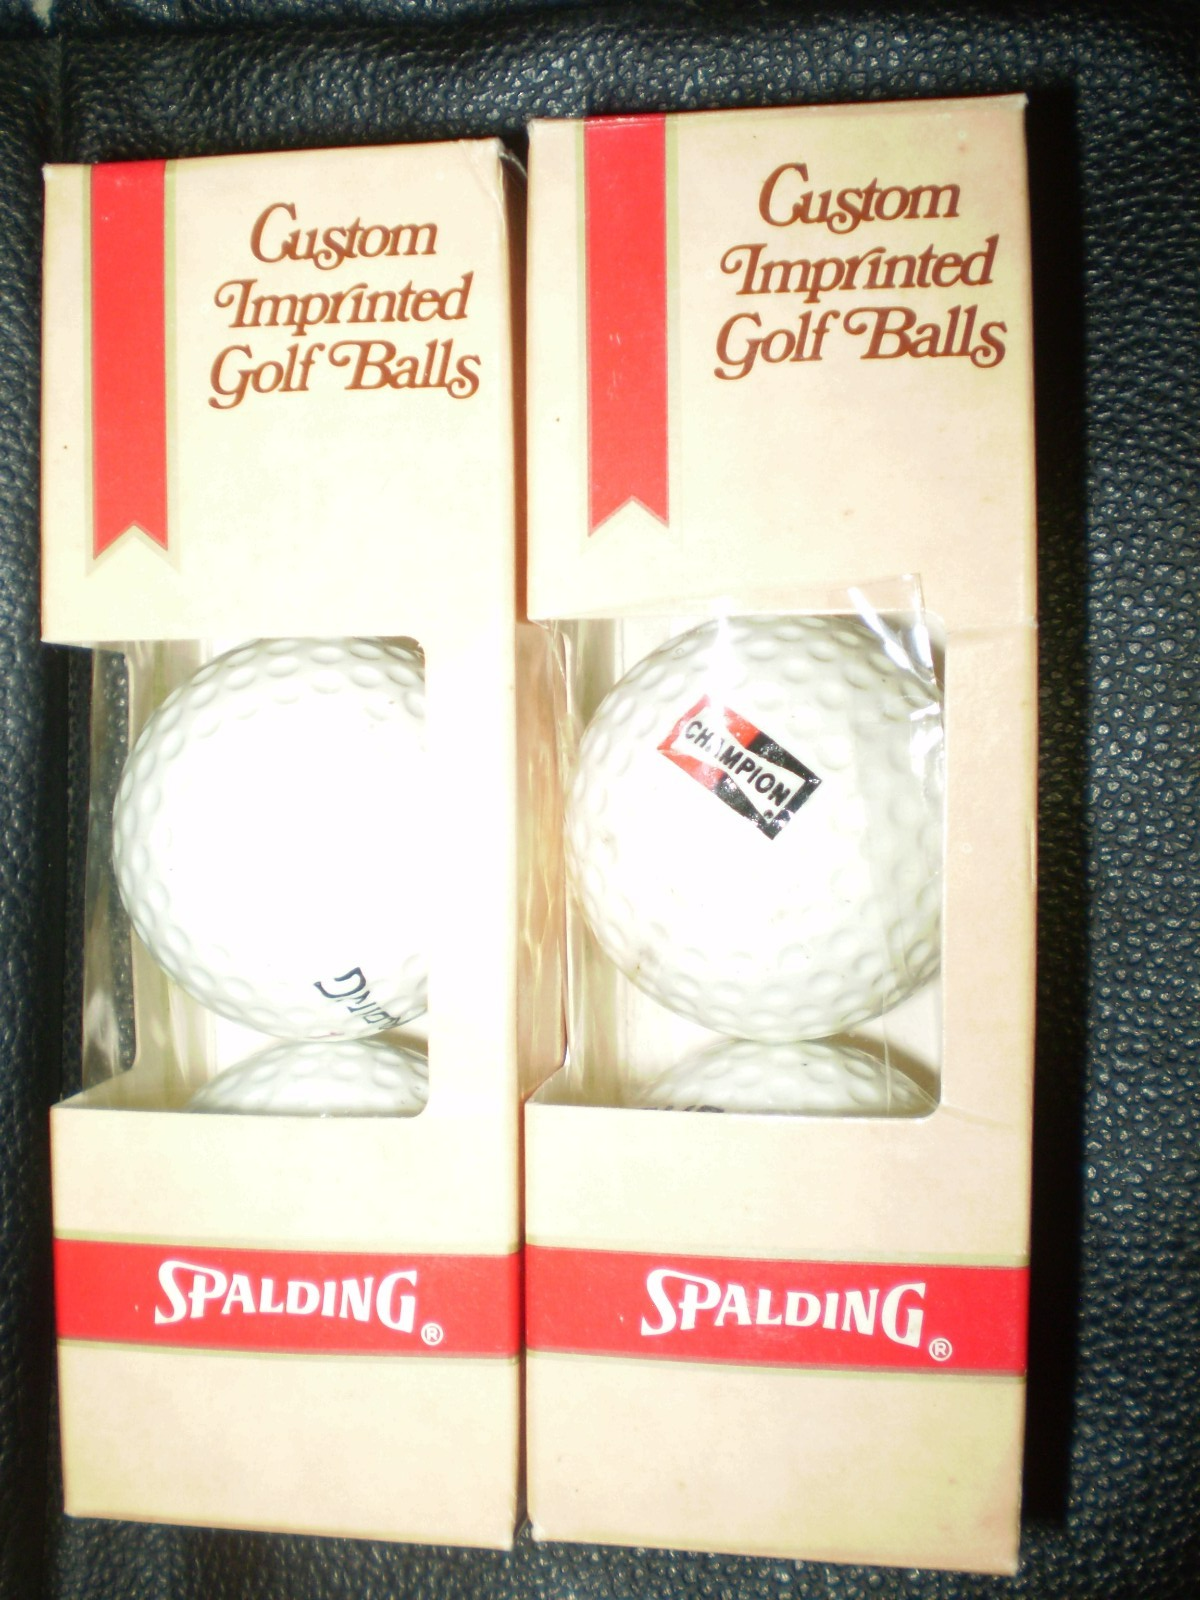 Custom
Imprinted
Golf Balls
SPALDING®
Custom
Imprinted
Golf Balls
CHAMPION
SPALDING®